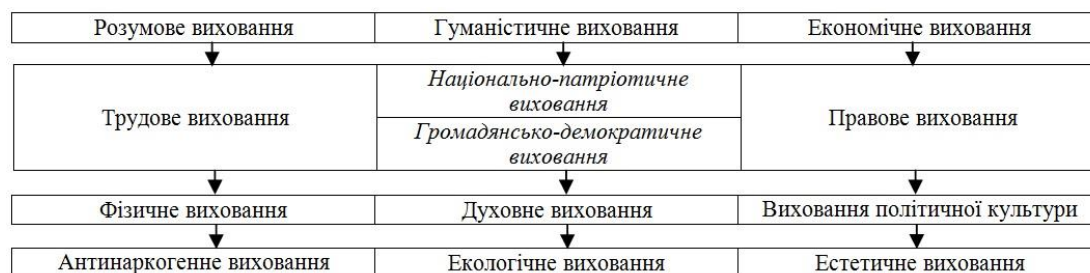 Розумове виховання
Гуманістичне виховання
Економічне виховання
Трудове виховання
Національно-патріотичне
виховання
Громадянсько-демократичне
виховання
Правове виховання
Фізичне виховання
Духовне виховання
Виховання політичної культури
Антинаркогенне виховання
Екологічне виховання
Естетичне виховання